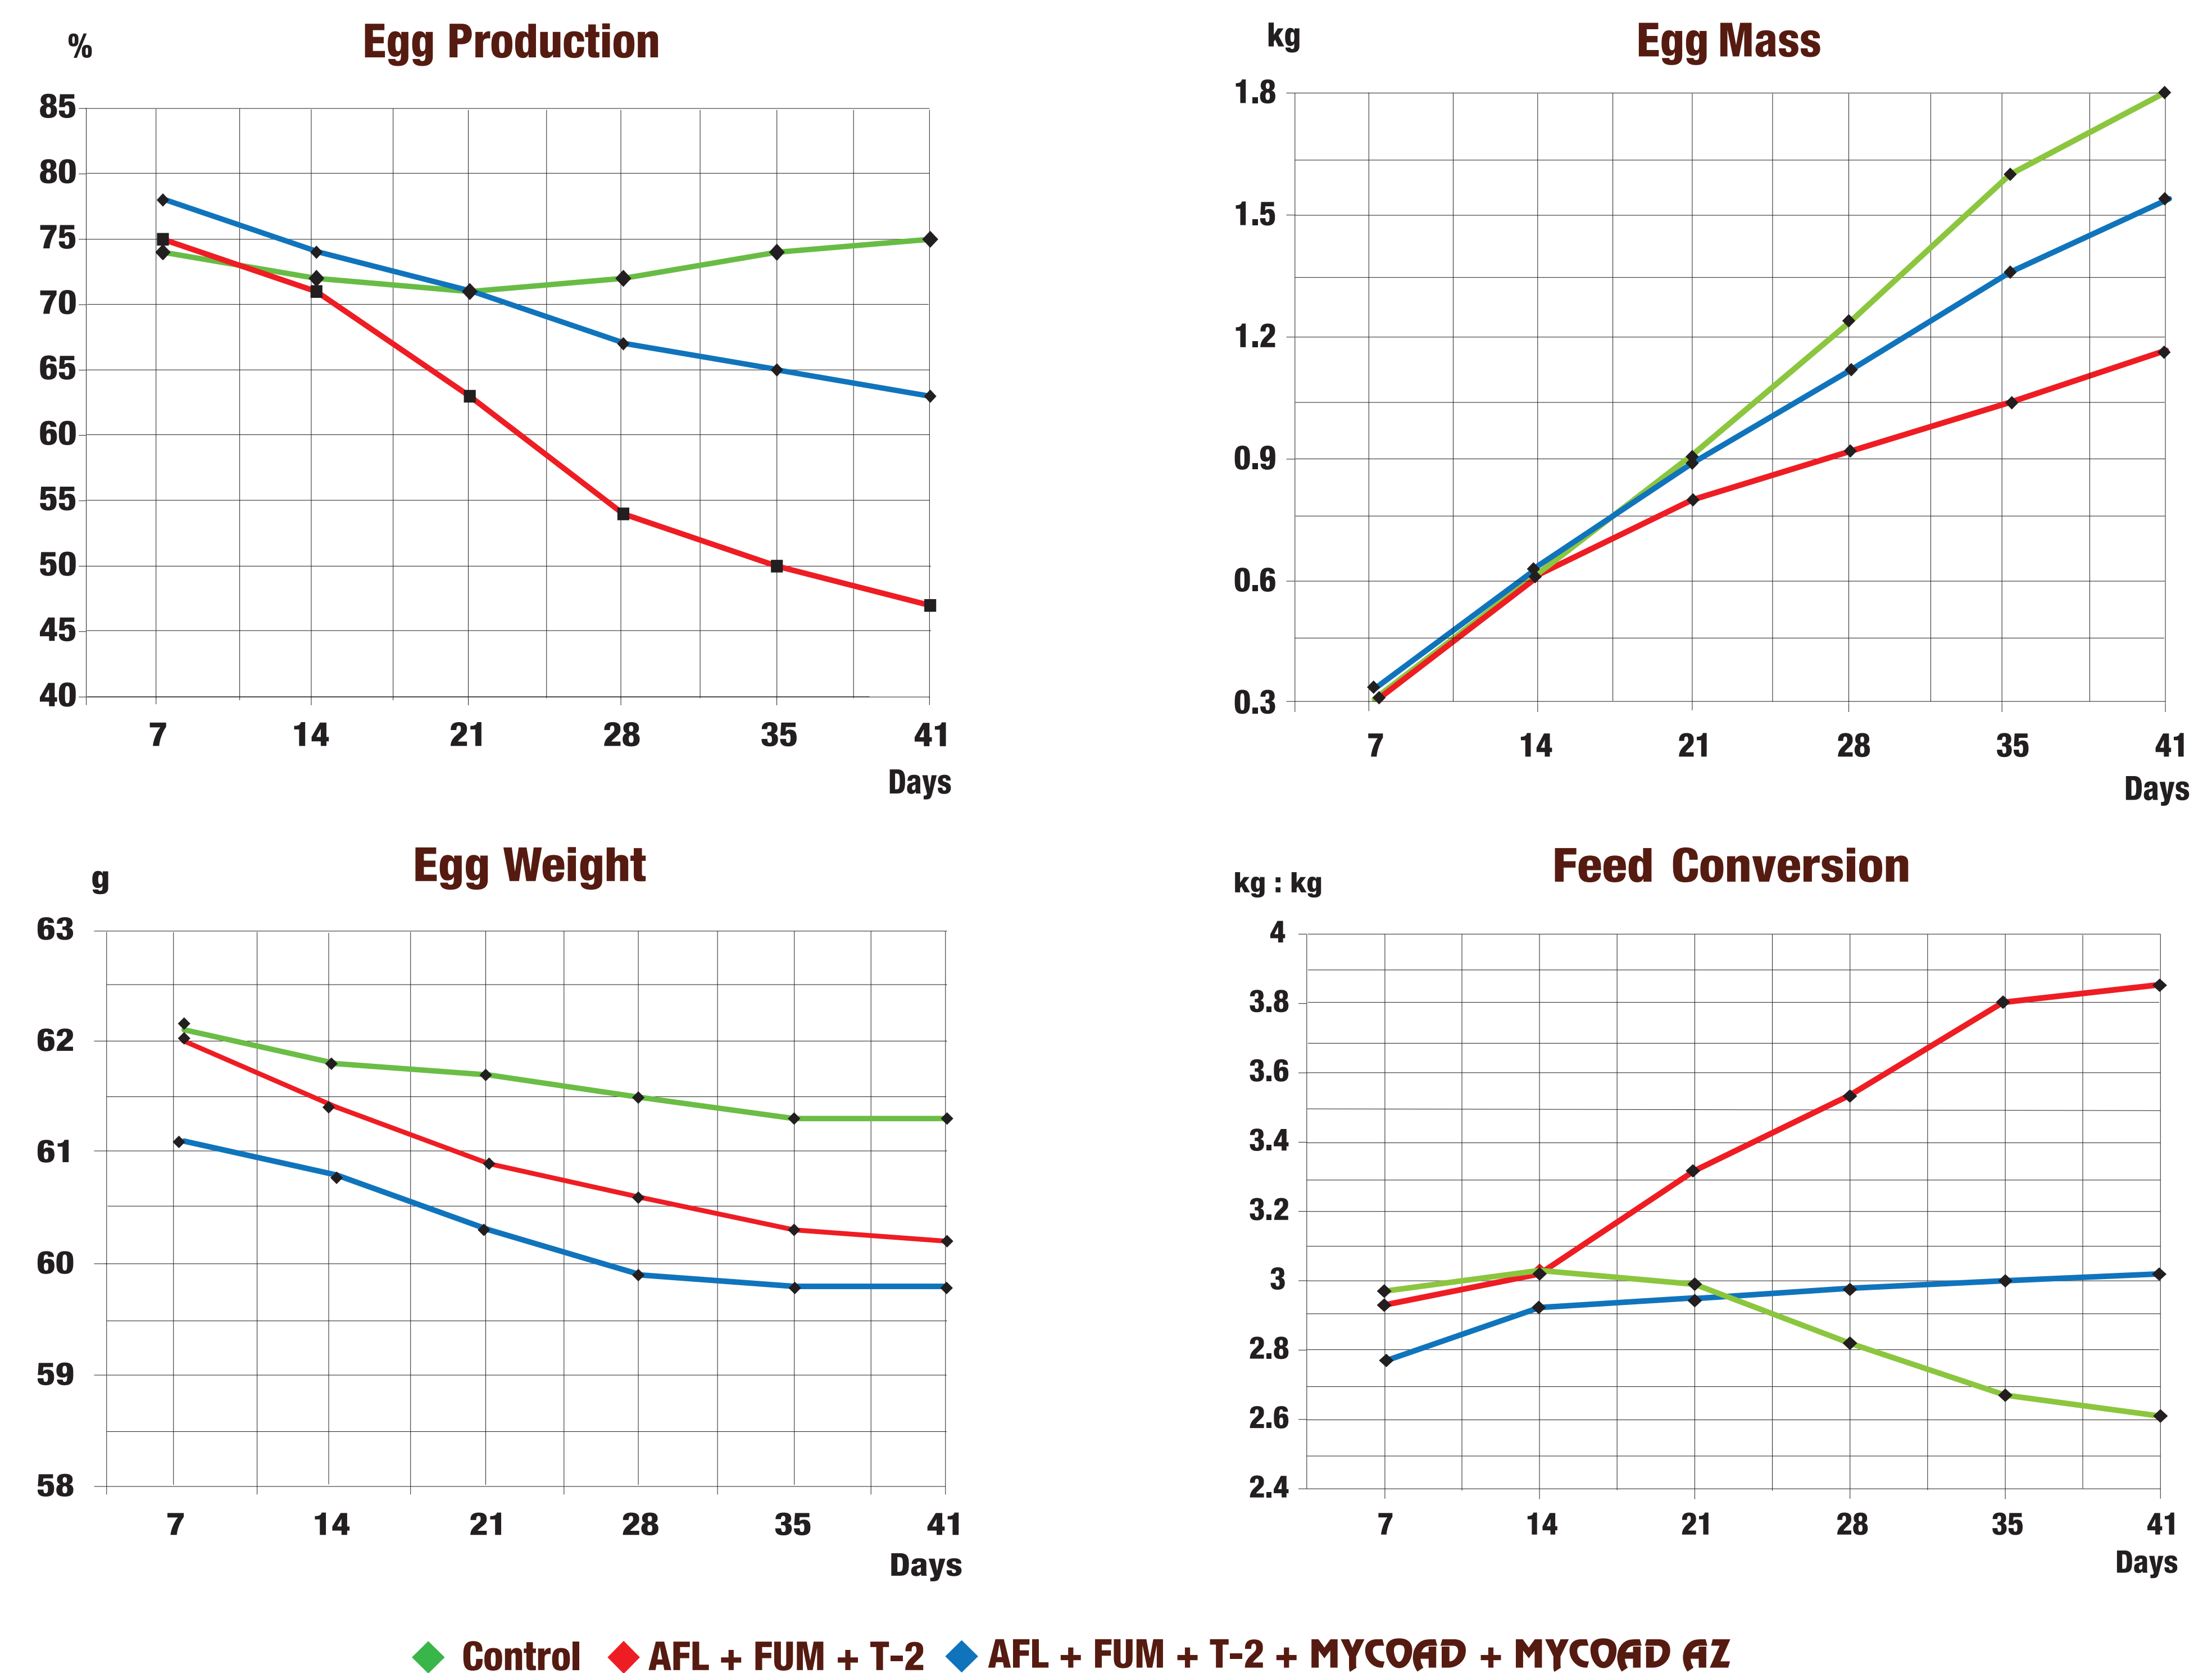 Egg Production
%
85
80
75
70
65
60
55
50
45
40
7 14 21 28 35 41
Days
Egg Mass
kg
1.8
1.5
1.2
0.9
0.6
0.3
7 14 21 28 35 41
Days
Egg Weight
g
63
62
61
60
59
58
7 14 21 28 35 41
Days
Feed Conversion
kg : kg
4
3.8
3.6
3.4
3.2
3
2.8
2.6
2.4
7 14 21 28 35 41
Days
Control AFL + FUM + T-2 AFL + FUM + T-2 + MYCOAD + MYCOAD AZ